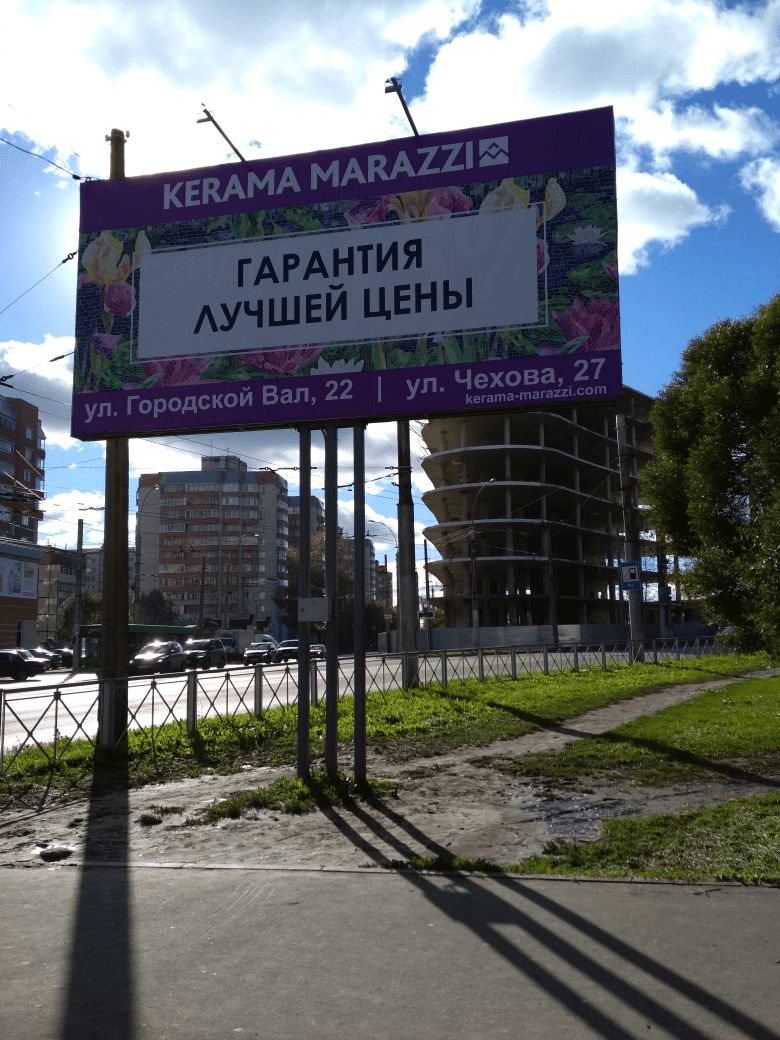 KERAMA MARAZZI
ГАРАНТИЯ
ЛУЧШЕЙ ЦЕНЫ
ул. Городской Вал, 22 | ул. Чехова, 27
kerama-marazzi.com